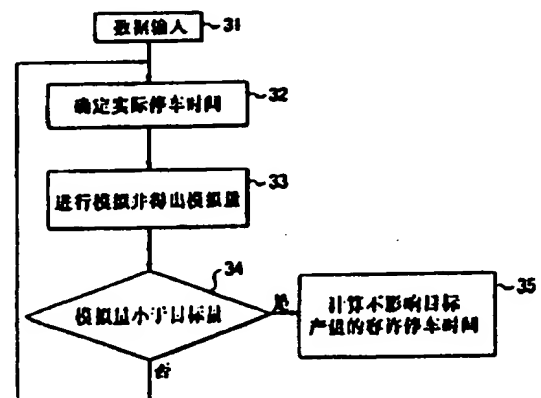 数据输入
31
确定实际停车时间
32
进行模拟并得出模拟量
33
模拟量小于目标量
34
是
否
计算不影响目标
产量的容许停车时间
35